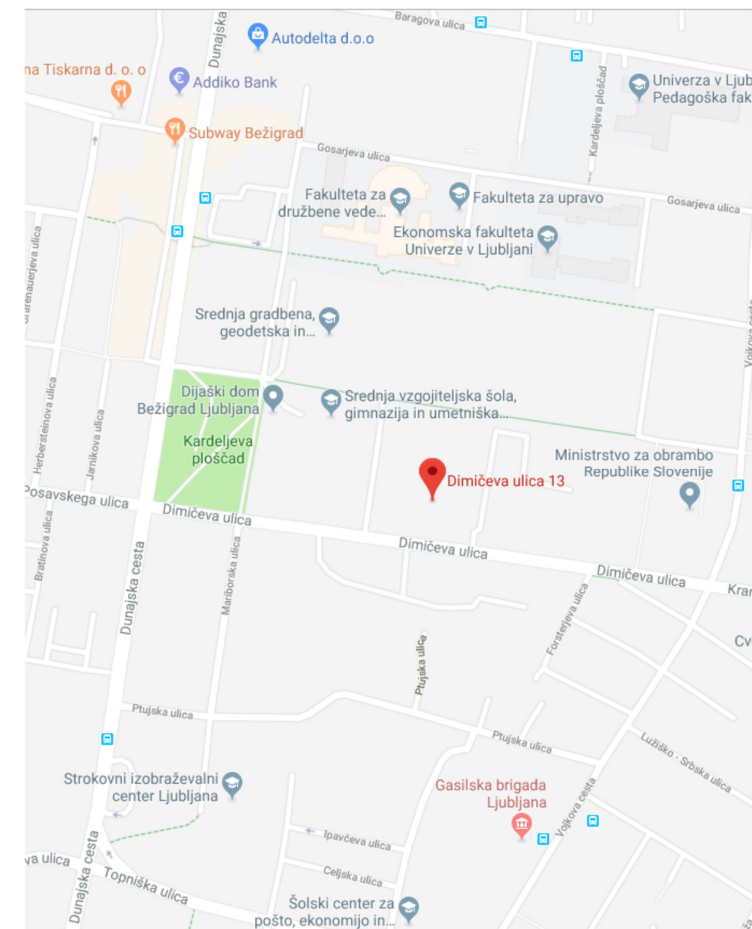 Baragova ulica
Dunajska
Autodelta d.o.o
na Tiskarna d. o. o
Addiko Bank
Univerza v Ljub
Pedagoška fak
Kardeljeva ploščad
Subway Bežigrad
Gosarjeva ulica
Fakulteta za
družbene vede...
Fakulteta za upravo
Gosarjeva ulica
Ekonomska fakulteta
Univerze v Ljubljani
Srednja gradbena,
geodetska in...
Vojkova cesta
Dijaški dom
Bežigrad Ljubljana
Srednja vzgojiteljska šola,
gimnazija in umetniška...
Herbersteinova ulica
Jarnikova ulica
Kardeljeva
ploščad
Ministrstvo za obrambo
Republike Slovenije
Dimičeva ulica 13
Posavskega ulica
Dimičeva ulica
Dimičeva ulica
Dimičeva ulica
Kran
Bratinova ulica
Dunajska cesta
Mariborska ulica
Forsterjeva ulica
Cv
Ptujska ulica
Ptujska ulica
Ptujska ulica
Lužiško - Srbska ulica
Strokovni izobraževalni
center Ljubljana
Gasilska brigada
Ljubljana
Vojkova cesta
Ipavčeva ulica
va ulica
Dunajska cesta
Topniška ulica
Celjska ulica
Šolski center za
pošto, ekonomijo in...